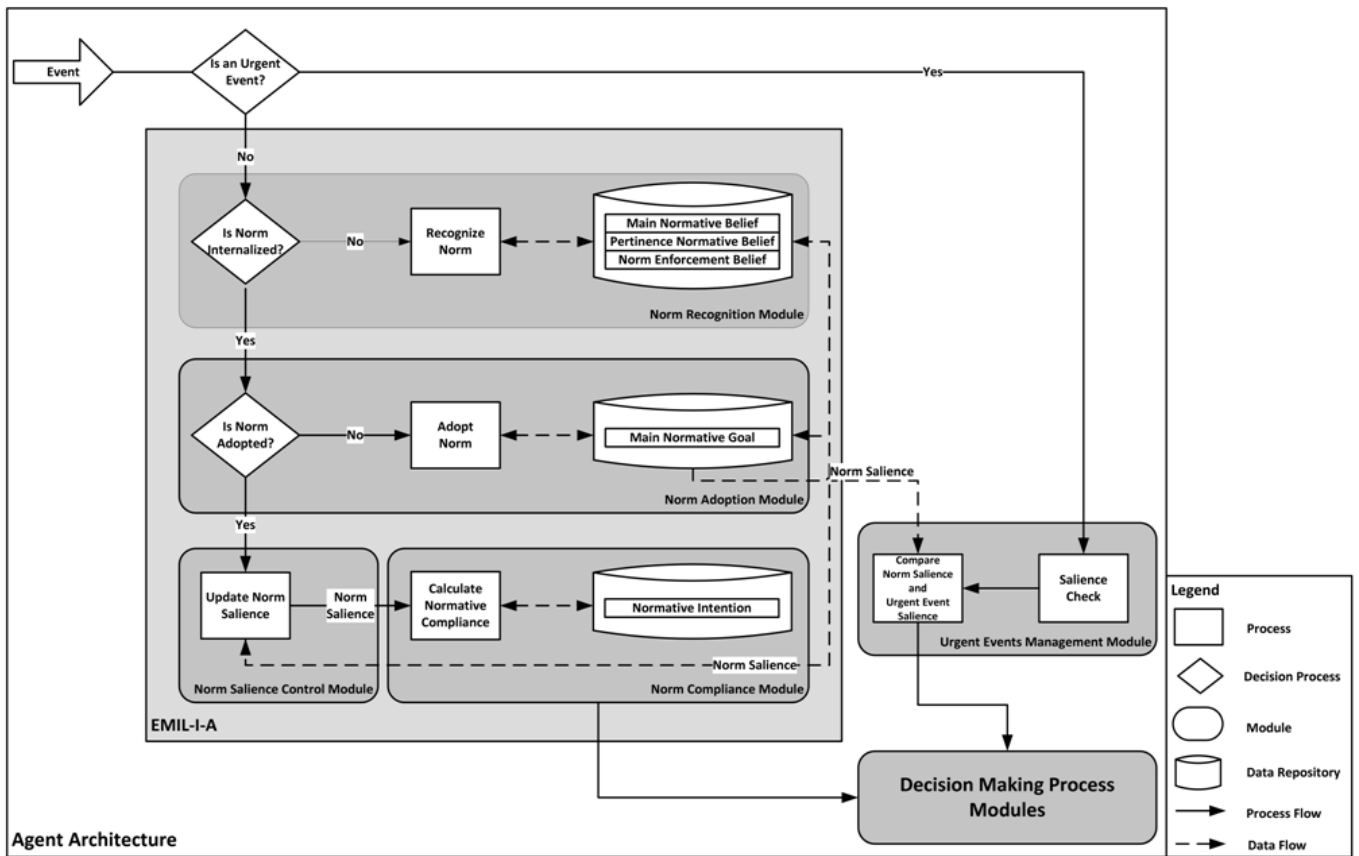 Event
Is an Urgent
Event?
Yes
No
Is Norm
Internalized?
No
Recognize
Norm
Main Normative Belief
Pertinence Normative Belief
Norm Enforcement Belief
Norm Recognition Module
Yes
Is Norm
Adopted?
No
Adopt
Norm
Main Normative Goal
Norm Adoption Module
Norm Salience
Yes
Update Norm
Salience
Norm
Salience
Calculate
Normative
Compliance
Normative Intention
Norm Salience
Norm Salience Control Module
Norm Compliance Module
EMIL-I-A
Compare
Norm Salience
and
Urgent Event
Salience
Salience
Check
Urgent Events Management Module
Decision Making Process
Modules
Agent Architecture
Legend
Process
Decision Process
Module
Data Repository
Process Flow
Data Flow